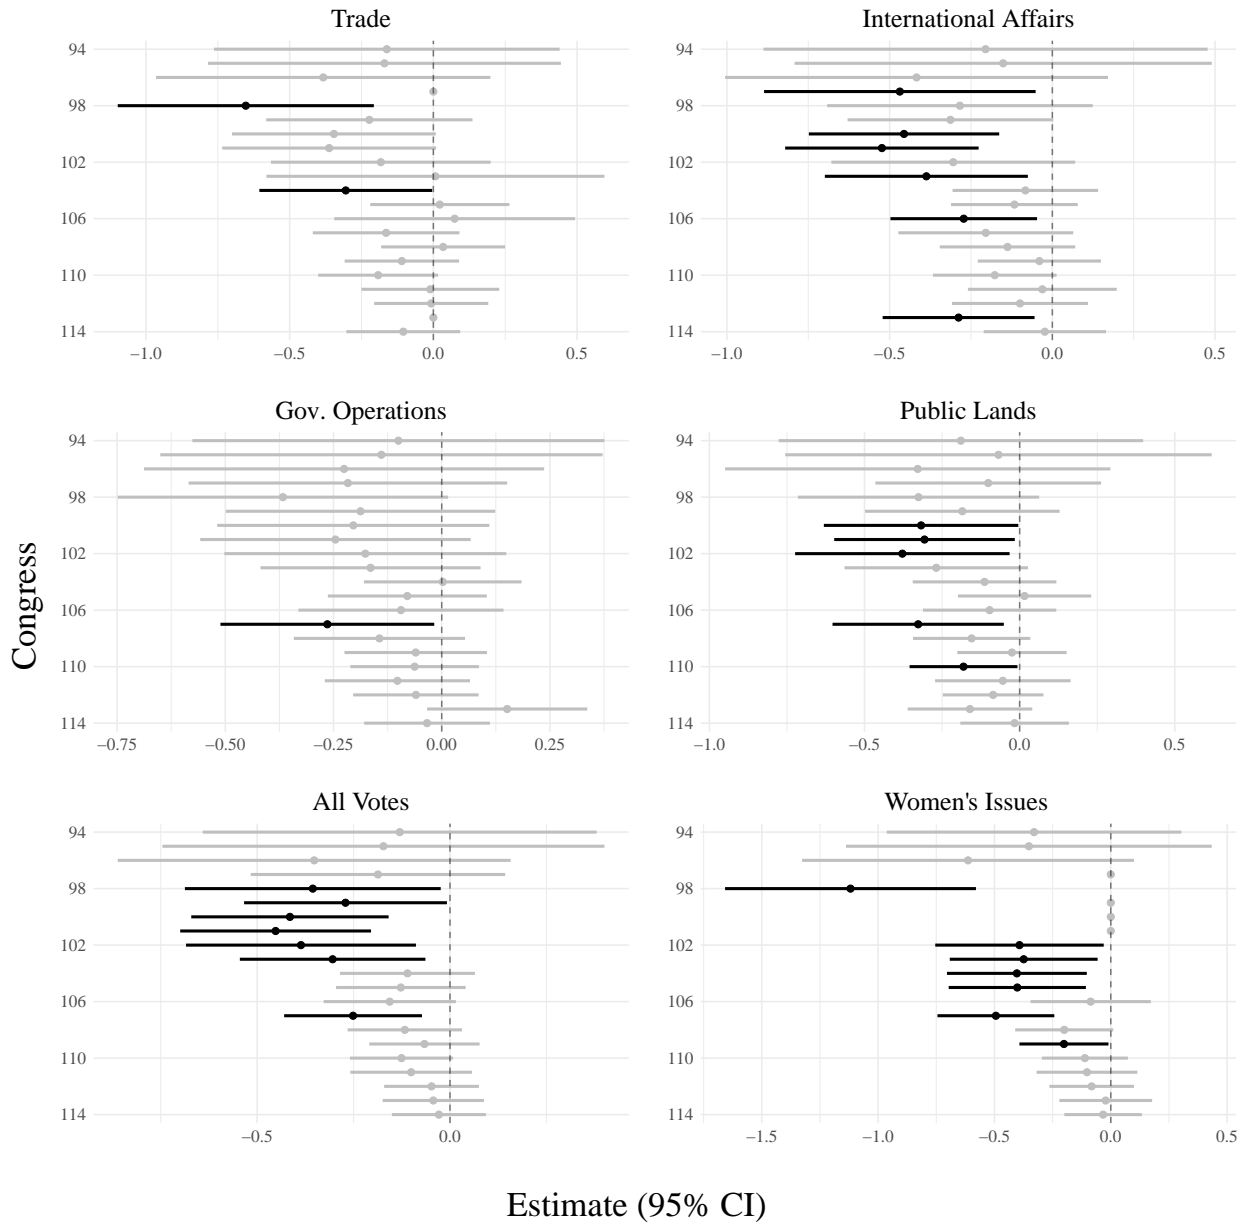 Trade
94
98
102
106
110
114
−1.0 −0.5 0.0 0.5
International Affairs
94
98
102
106
110
114
−1.0 −0.5 0.0 0.5
Gov. Operations
94
98
102
106
110
114
−0.75 −0.50 −0.25 0.00 0.25
Public Lands
94
98
102
106
110
114
−1.0 −0.5 0.0 0.5
All Votes
94
98
102
106
110
114
−0.5 0.0
Women's Issues
94
98
102
106
110
114
−1.5 −1.0 −0.5 0.0 0.5
Congress
Estimate (95% CI)